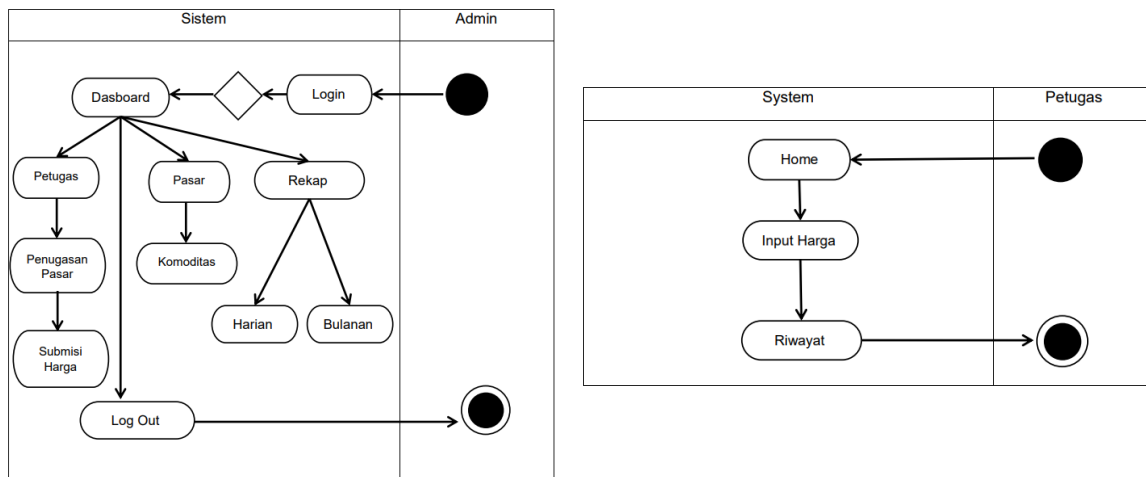 Sistem
Admin
Dasboard
Login
Petugas
Pasar
Rekap
Penugasan
Pasar
Komoditas
Harian
Bulanan
Submisi
Harga
Log Out
System
Petugas
Home
Input Harga
Riwayat